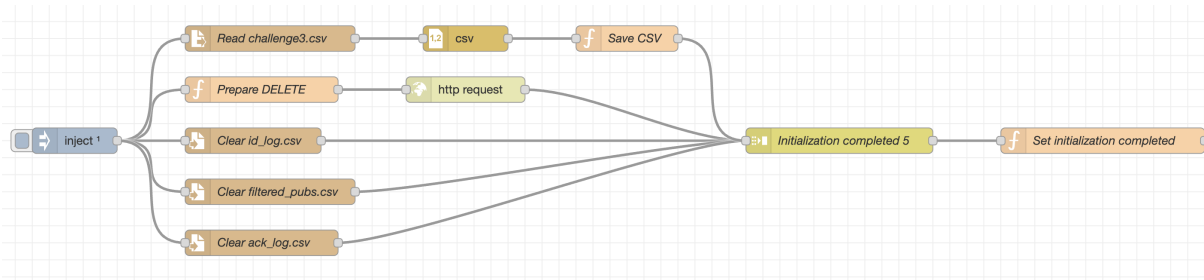 Read challenge3.csv
1,2 csv
Save CSV
Prepare DELETE
http request
inject ¹
Clear id_log.csv
Initialization completed 5
Set initialization completed
Clear filtered_pubs.csv
Clear ack_log.csv